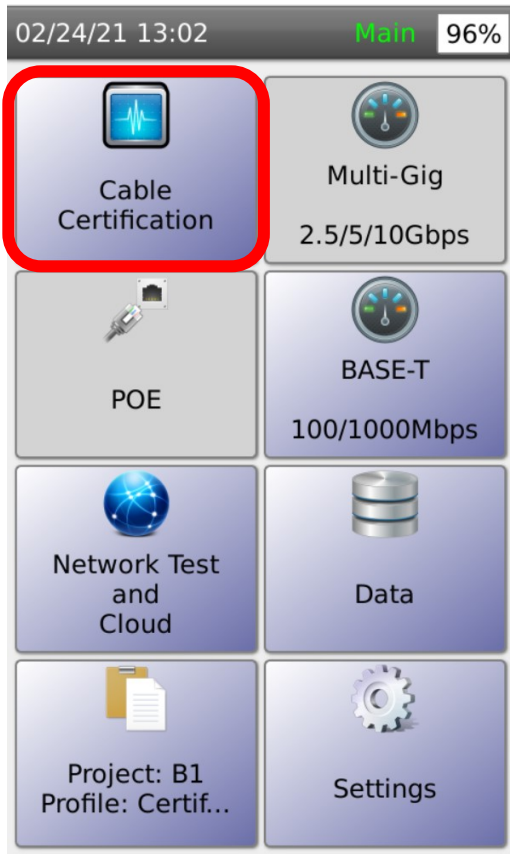 02/24/21 13:02 Main 96%
Cable
Certification
Multi-Gig
2.5/5/10Gbps
POE
BASE-T
100/1000Mbps
Network Test
and
Cloud
Data
Project: B1
Profile: Certif...
Settings